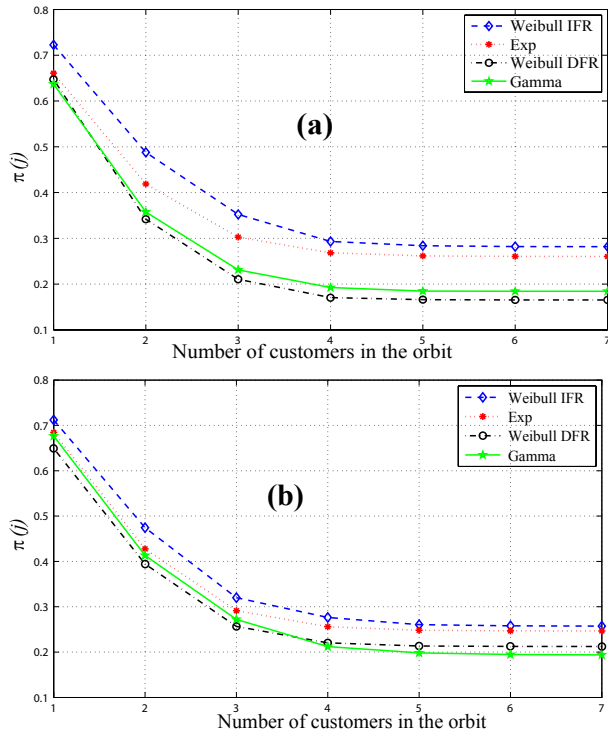 0.8
0.7
0.6
0.5
0.4
0.3
0.2
0.1
π(j)
Weibull IFR
Exp
Weibull DFR
Gamma
(a)
1 2 3 4 5 6 7
Number of customers in the orbit
0.8
0.7
0.6
0.5
0.4
0.3
0.2
0.1
π(j)
Weibull IFR
Exp
Weibull DFR
Gamma
(b)
1 2 3 4 5 6 7
Number of customers in the orbit